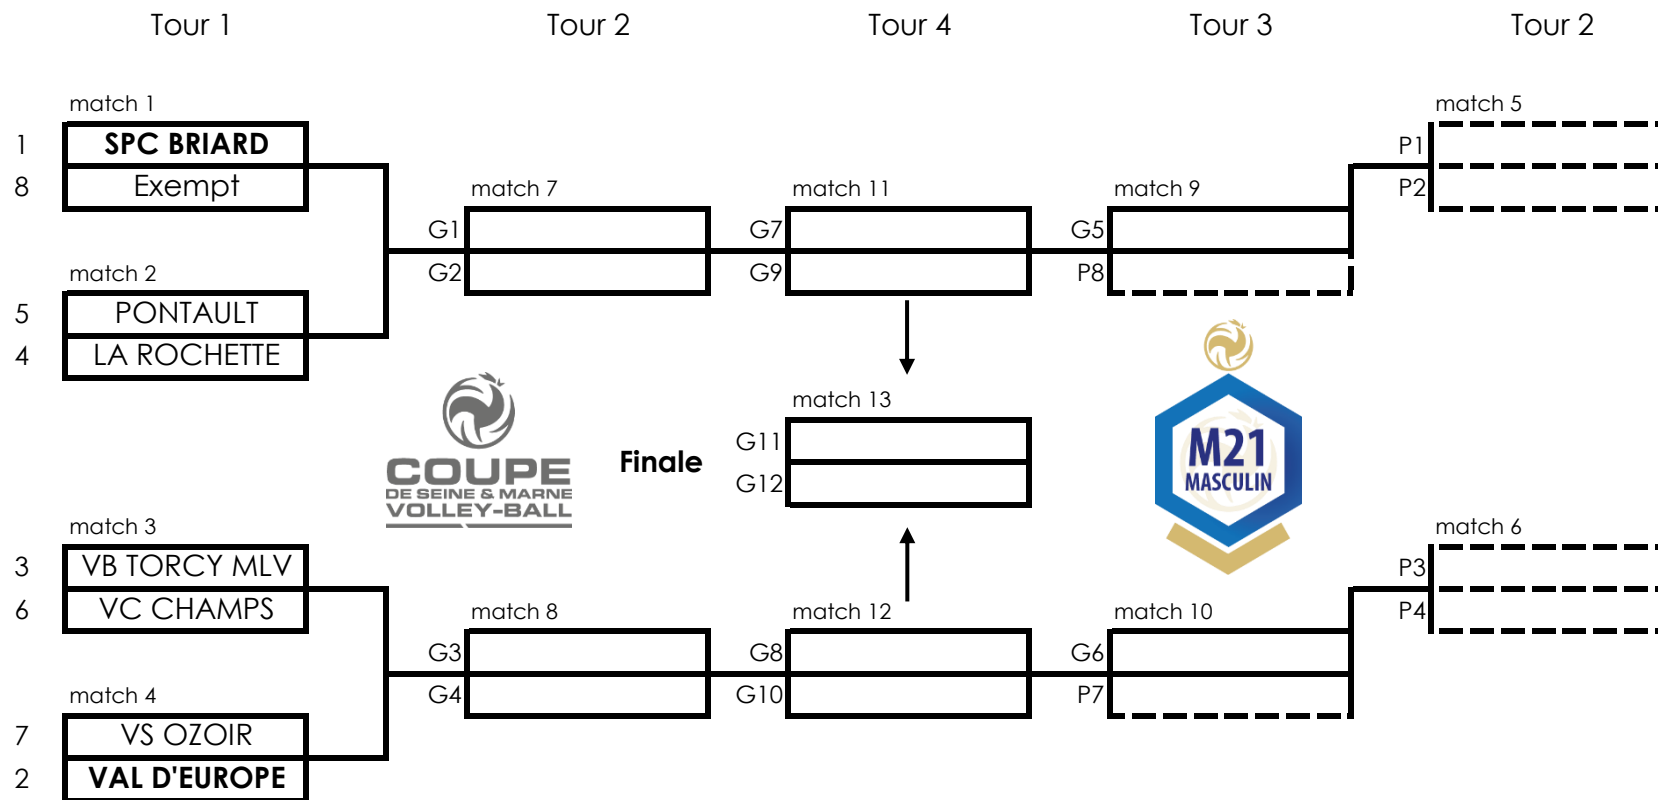 Tour 1 Tour 2 Tour 4 Tour 3 Tour 2
match 1 match 5
1 SPC BRIARD P1
8 Exempt match 7 match 11 match 9 P2
G1 G7 G5
match 2 G2 G9 P8
5 PONTAULT
4 LA ROCHETTE
match 13
COUPE
DE SEINE & MARNE
VOLLEY-BALL
Finale
G11
G12
M21
MASCULIN
match 3 match 6
3 VB TORCY MLV P3
6 VC CHAMPS match 8 match 12 match 10 P4
G3 G8 G6
match 4 G4 G10 P7
7 VS OZOIR
2 VAL D'EUROPE